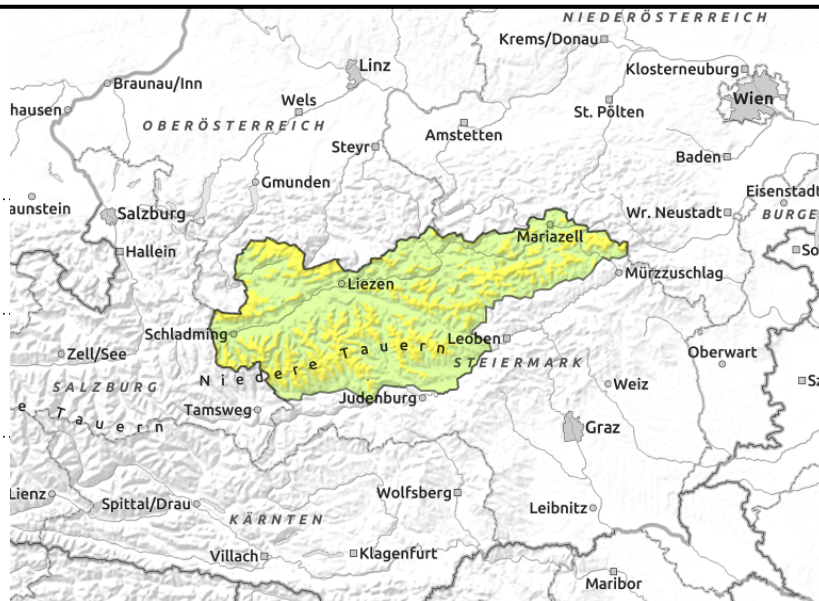 NIEDERÖSTERREICH
Krems/Donau
Linz
Klosterneuburg
Braunau/Inn
Wels
Wien
hausen
St. Pölten
OBERÖSTERREICH
Amstetten
Steyr
Baden
Gmunden
Eisenstadt
aunstein
Salzburg
Wr. Neustadt
BURGE
Mariazell
Hallein
So
Mürzzuschlag
Liezen
Schladming
Leoben
Zell/See
Niedere Tauern
STEIERMARK
Oberwart
SALZBURG
Weiz
Sz
Tamsweg
Judenburg
e Tauern
Graz
Lienz
Wolfsberg
Spittal/Drau
Leibnitz
KÄRNTEN
Villach
Klagenfurt
Maribor